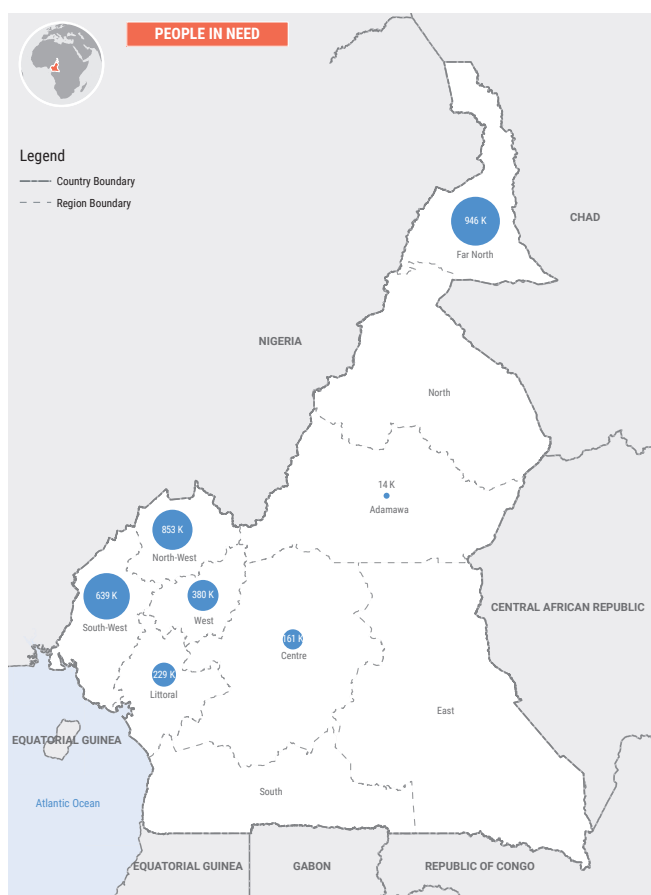 PEOPLE IN NEED
Legend
Country Boundary
Region Boundary
CHAD
946 K
Far North
NIGERIA
North
14 K
Adamawa
853 K
North-West
639 K
South-West
380 K
West
CENTRAL AFRICAN REPUBLIC
161 K
Centre
229 K
Littoral
East
EQUATORIAL GUINEA
South
Atlantic Ocean
EQUATORIAL GUINEA
GABON
REPUBLIC OF CONGO